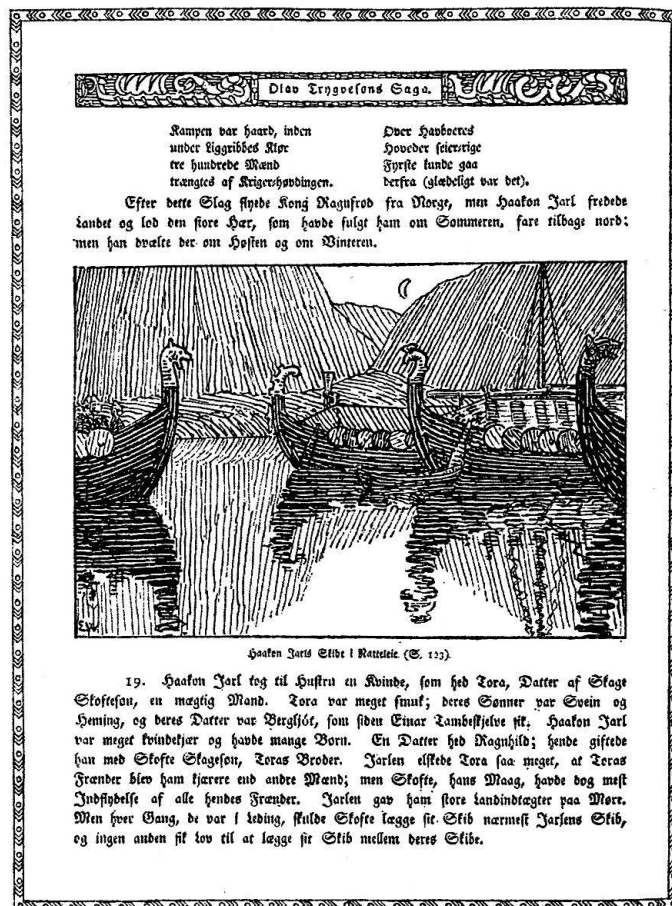 Olav Trygvesøns Saga.
Kampen var haard, inden
under Liggribbes Klør
tre hundrede Mænd
trængtes af Krigerhøvdingen.
Over Havboeres
Hoveder seiersrige
Fyrste kunde gaa
derfra (glædeligt var det).
Efter dette Slag flyede Kong Ragnfrød fra Norge, men Haakon Jarl fredede
Landet og lod den store Hær, som havde fulgt ham om Sommeren, fare tilbage nord;
men han dvælte der om Høsten og om Vinteren.
Haakon Jarls Skibe i Natteleie. (S. 123).
19. Haakon Jarl tog til Hustru en Kvinde, som hed Tora, Datter af Skage
Skoftesøn, en mægtig Mand. Tora var meget smuk; deres Sønner var Svein og
Heming, og deres Datter var Bergljót, som siden Einar Tambeskjelve fik. Haakon Jarl
var meget kvindekjær og havde mange Børn. En Datter hed Ragnhild; hende giftede
han med Skofte Skagesøn, Toras Broder. Jarlen elskede Tora saa meget, at Toras
Frænder blev ham kjærere end andre Mænd; men Skofte, hans Maag, havde dog mest
Indflydelse af alle hendes Frænder. Jarlen gav ham store Landindtægter paa Møre.
Men hver Gang, de var i Leding, skulde Skofte lægge sit Skib nærmest Jarlens Skib,
og ingen anden fik Lov til at lægge sit Skib mellem deres Skibe.